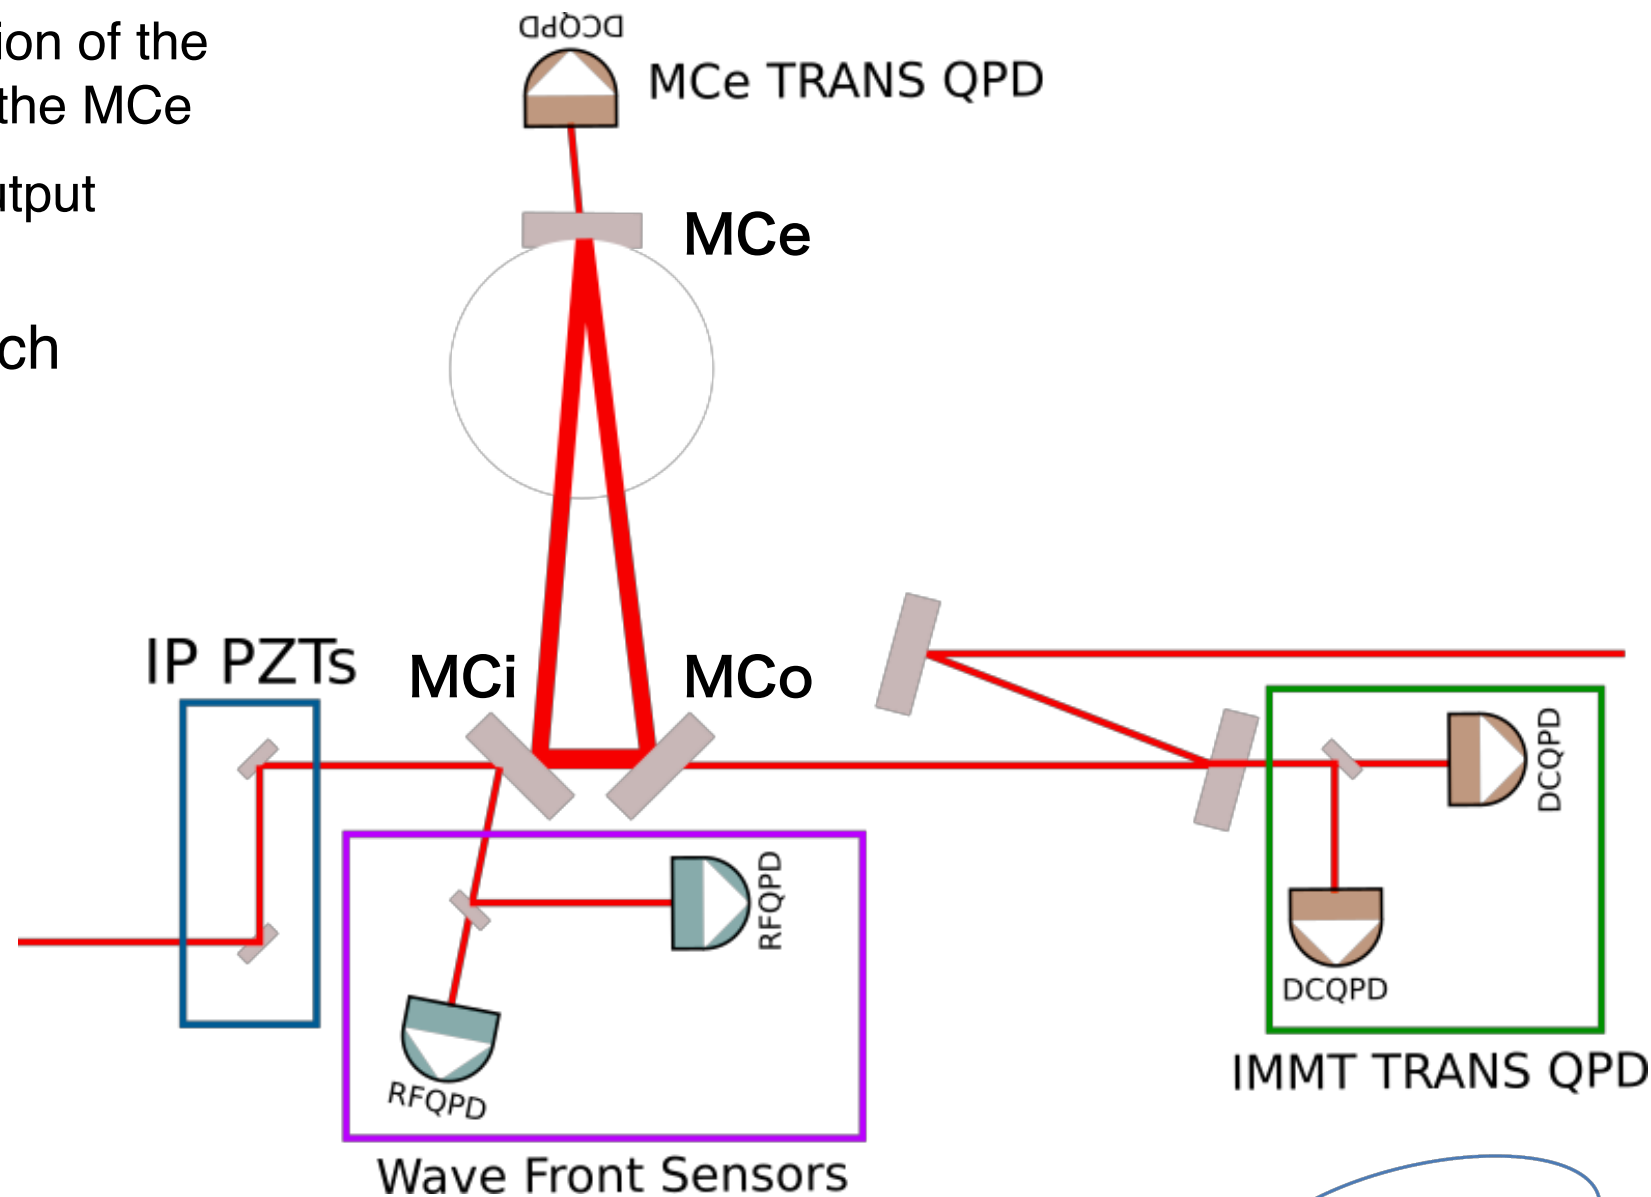 ion of the
the MCe
utput
ch
DCQPD
MCe TRANS QPD
MCe
IP PZTs
MCi
MCo
DCQPD
RFQPD
DCQPD
RFQPD
IMMT TRANS QPD
Wave Front Sensors